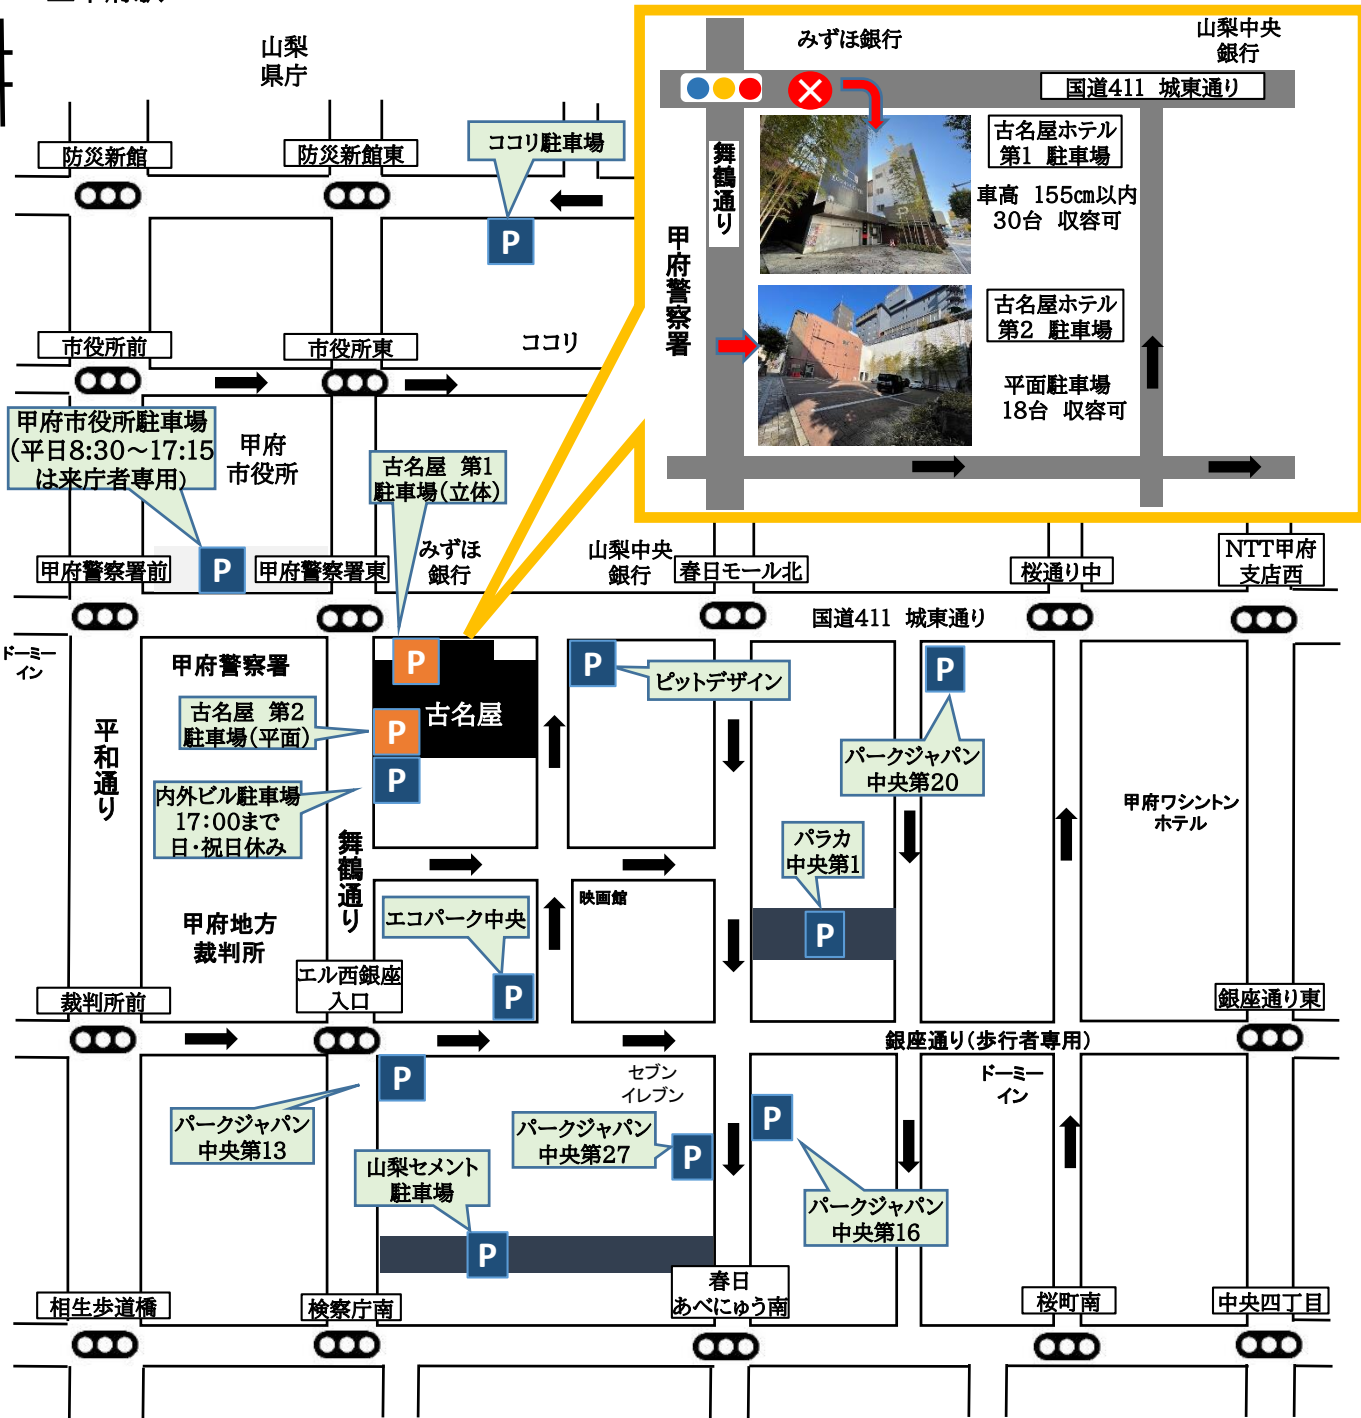 山梨
県庁
防災新館
防災新館東
ココリ駐車場
P
市役所前
市役所東
ココリ
みずほ銀行
山梨中央
銀行
国道411 城東通り
舞鶴通り
甲府警察署
古名屋ホテル
第1 駐車場
車高 155㎝以内
30台 収容可
古名屋ホテル
第2 駐車場
平面駐車場
18台 収容可
甲府市役所駐車場
(平日8:30～17:15
は来庁者専用)
甲府
市役所
古名屋 第1
駐車場(立体)
甲府警察署前
P
甲府警察署東
みずほ
銀行
山梨中央
銀行
春日モール北
桜通り中
NTT甲府
支店西
国道411 城東通り
ドーミー
イン
甲府警察署
P
P
ピットデザイン
P
古名屋 第2
駐車場(平面)
P
古名屋
平和通り
パークジャパン
中央第20
内外ビル駐車場
17:00まで
日・祝日休み
P
甲府ワシントン
ホテル
舞鶴通り
パラカ
中央第1
P
映画館
エコパーク中央
P
甲府地方
裁判所
裁判所前
エル西銀座
入口
銀座通り東
銀座通り(歩行者専用)
P
セブン
イレブン
ドーミー
イン
パークジャパン
中央第13
パークジャパン
中央第27
P
P
山梨セメント
駐車場
P
パークジャパン
中央第16
相生歩道橋
検察庁南
春日
あべにゅう南
桜町南
中央四丁目